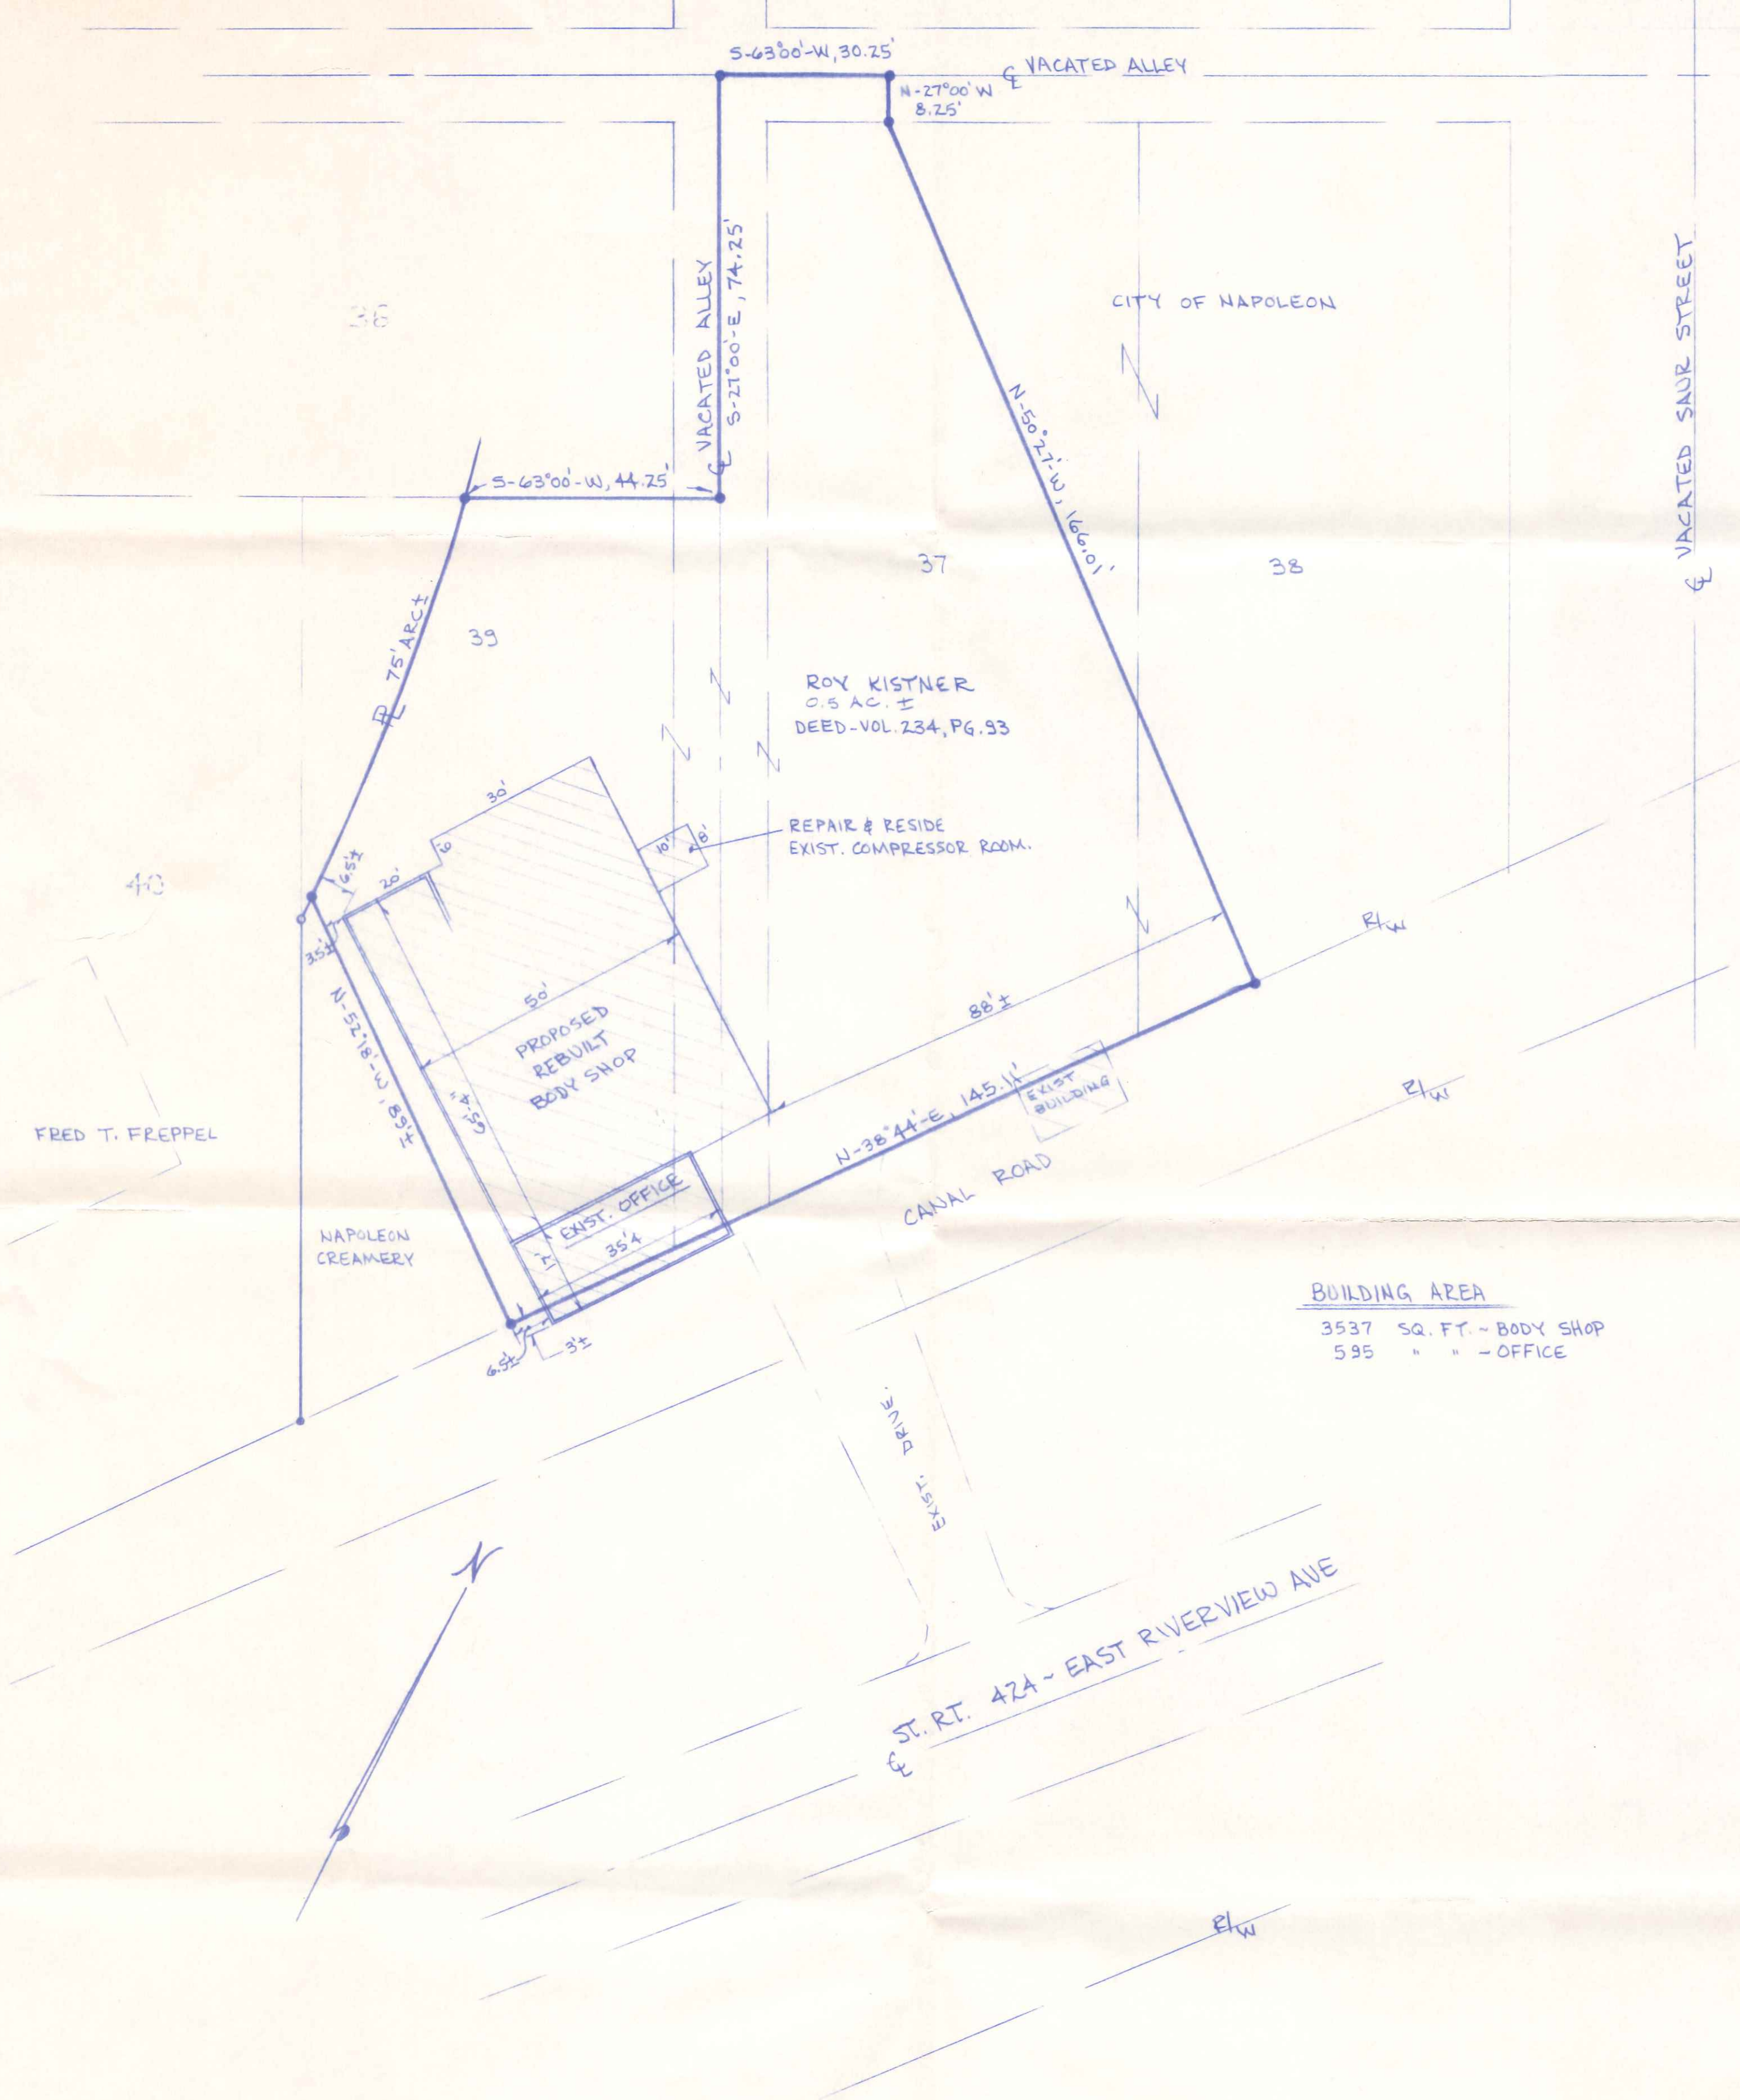 S-63°00'-W, 30.25'
℄ VACATED ALLEY
N-27°00' W
8.25'
℄ VACATED ALLEY
S-27°00'-E, 74.25'
36
CITY OF NAPOLEON
℄ VACATED SAUR STREET
N-50°27'-W, 166.01'
S-63°00'-W, 44.25'
37
38
75' ARC ±
39
ROY KISTNER
0.5 AC. ±
DEED-VOL. 234, PG. 93
30'
6'
10'
8'
REPAIR & RESIDE
EXIST. COMPRESSOR ROOM.
40
6.5'±
20'
R/W
3.5'±
N-52°18'-W, 89'±
50'
88'±
PROPOSED
REBUILT
BODY SHOP
65'-4"
N-38°44'-E, 145.11'
EXIST
BUILDING
R/W
FRED T. FREPPEL
CANAL ROAD
EXIST. OFFICE
35'4
17'
NAPOLEON
CREAMERY
6.5'±
3'±
BUILDING AREA
3537 SQ. FT. ~ BODY SHOP
595 " " - OFFICE
EXIST. DRIVE.
N
℄ ST. RT. 424 ~ EAST RIVERVIEW AVE
R/W